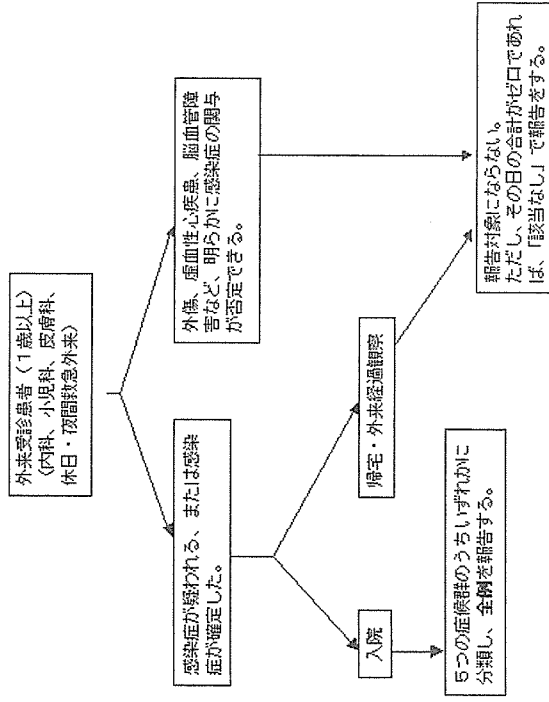 外来受診患者（１歳以上）
（内科、小児科、皮膚科、
休日・夜間救急外来）
感染症が疑われる、または感染
症が確定した。
外傷、虚血性心疾患、脳血管障
害など、明らかに感染症の関与
が否定できる。
入院
帰宅・外来経過観察
５つの症候群のうちいずれかに
分類し、全例を報告する。
報告対象にならない。
ただし、その日の合計がゼロであれ
ば、「該当なし」で報告をする。